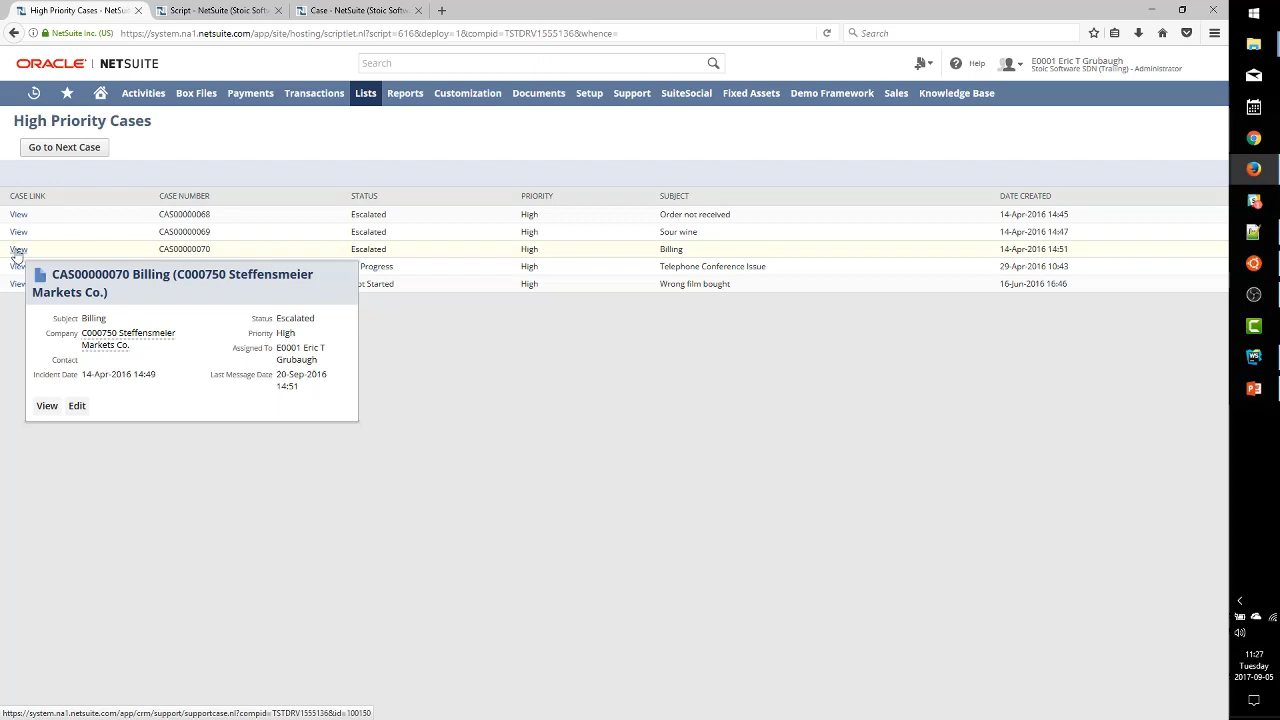 High Priority Cases - NetSu...
Script - NetSuite (Stoic Softw...
Case - NetSuite (Stoic Softw...
NetSuite Inc. (US)
https://system.na1.netsuite.com/app/site/hosting/scriptlet.nl?script=616&deploy=1&compid=TSTDRV1555136&whence=
Search
ORACLE NETSUITE
Search
Help
E0001 Eric T Grubaugh
Stoic Software SDN (Trailing) - Administrator
Activities Box Files Payments Transactions Lists Reports Customization Documents Setup Support SuiteSocial Fixed Assets Demo Framework Sales Knowledge Base
High Priority Cases
Go to Next Case
CASE LINK CASE NUMBER STATUS PRIORITY SUBJECT DATE CREATED
View CAS00000068 Escalated High Order not received 14-Apr-2016 14:45
View CAS00000069 Escalated High Sour wine 14-Apr-2016 14:47
View CAS00000070 Escalated High Billing 14-Apr-2016 14:51
Progress High Telephone Conference Issue 29-Apr-2016 10:43
Started High Wrong film bought 16-Jun-2016 16:46
CAS00000070 Billing (C000750 Steffensmeier
Markets Co.)
Subject Billing
Company C000750 Steffensmeier
Markets Co.
Contact
Incident Date 14-Apr-2016 14:49
Status Escalated
Priority High
Assigned To E0001 Eric T
Grubaugh
Last Message Date 20-Sep-2016
14:51
View Edit
https://system.na1.netsuite.com/app/crm/support/supportcase.nl?compid=TSTDRV1555136&id=100150
11:27
Tuesday
2017-09-05